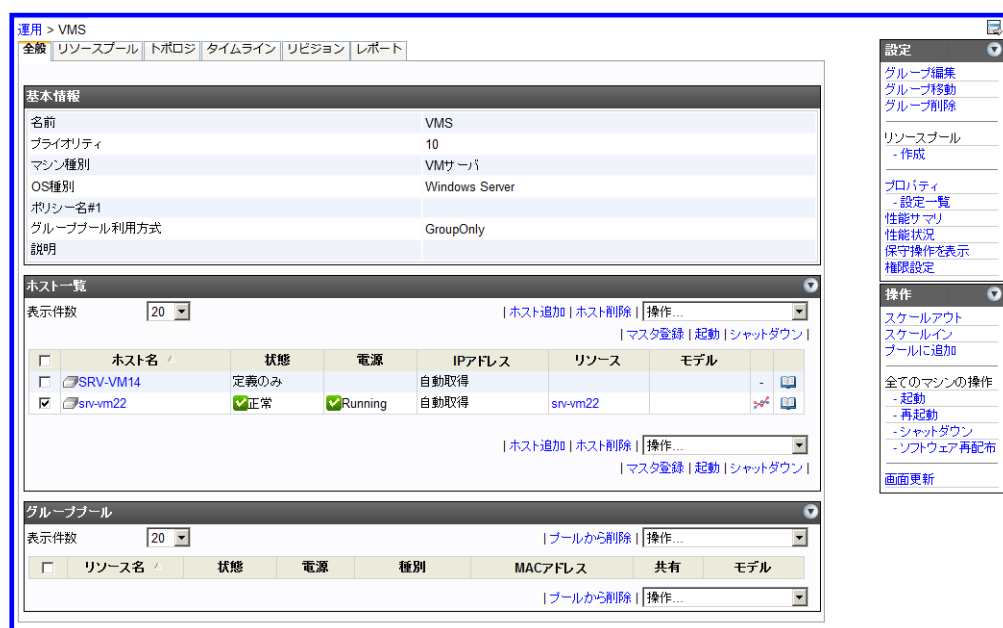 運用 > VMS
全般 リソースプール トポロジ タイムライン リビジョン レポート
基本情報
名前 VMS
プライオリティ 10
マシン種別 VMサーバ
OS種別 Windows Server
ポリシー名#1
グループプール利用方式 GroupOnly
説明
ホスト一覧
表示件数 20 | ホスト追加 | ホスト削除 | 操作...
| マスタ登録 | 起動 | シャットダウン |
ホスト名 状態 電源 IPアドレス リソース モデル
SRV-VM14 定義のみ 自動取得 -
srv-vm22 正常 Running 自動取得 srv-vm22
| ホスト追加 | ホスト削除 | 操作...
| マスタ登録 | 起動 | シャットダウン |
グループプール
表示件数 20 | プールから削除 | 操作...
リソース名 状態 電源 種別 MACアドレス 共有 モデル
| プールから削除 | 操作...
設定
グループ編集
グループ移動
グループ削除
リソースプール
- 作成
プロパティ
- 設定一覧
性能サマリ
性能状況
保守操作を表示
権限設定
操作
スケールアウト
スケールイン
プールに追加
全てのマシンの操作
- 起動
- 再起動
- シャットダウン
- ソフトウェア再配布
画面更新